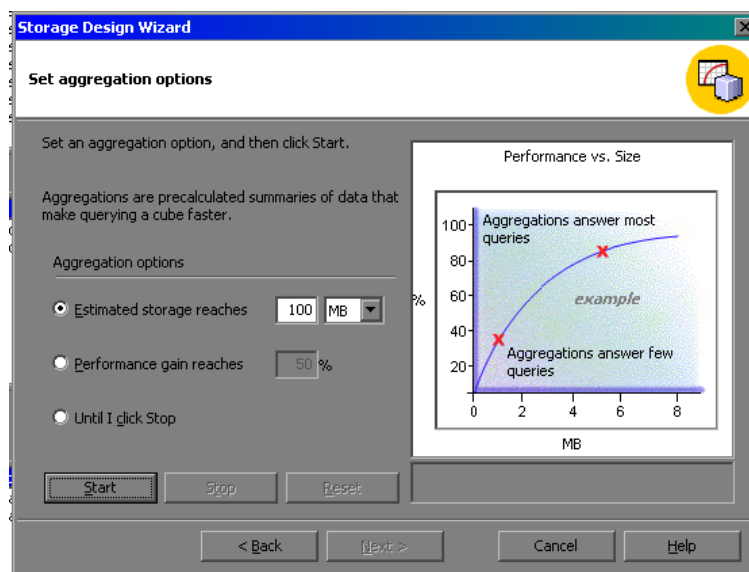 Storage Design Wizard
Set aggregation options
Set an aggregation option, and then click Start.
Aggregations are precalculated summaries of data that
make querying a cube faster.
Aggregation options
Estimated storage reaches 100 MB
Performance gain reaches 50 %
Until I click Stop
Start Stop Reset
Performance vs. Size
100
80
60
40
20
%
Aggregations answer most
queries
example
Aggregations answer few
queries
0 2 4 6 8
MB
< Back Next > Cancel Help